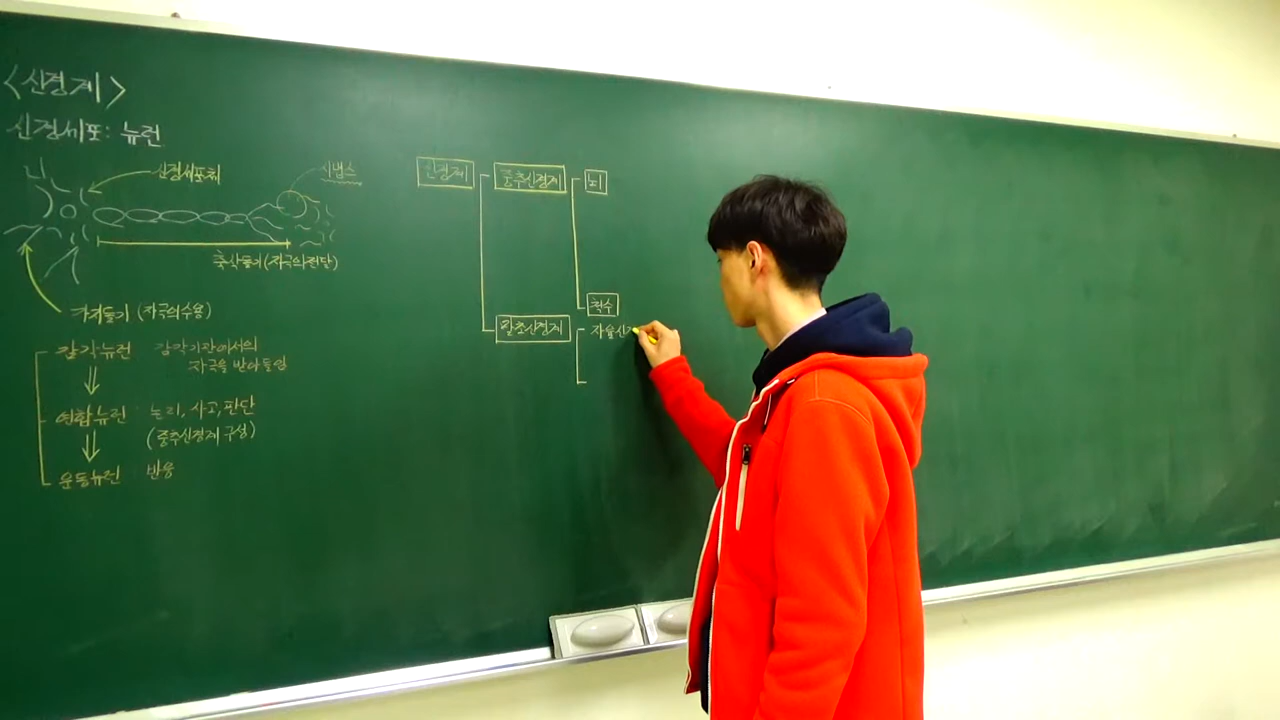 <신경계>
신경세포: 뉴런
신경세포체
시냅스
축삭돌기(자극의전단)
가지돌기 (자극의수용)
감각뉴런 감각기관에서의
자극을 받아들임
연합뉴런 논리, 사고, 판단
(중추신경계 구성)
운동뉴런 반응
신경계
중추신경계
뇌
척수
말초신경계
자율신